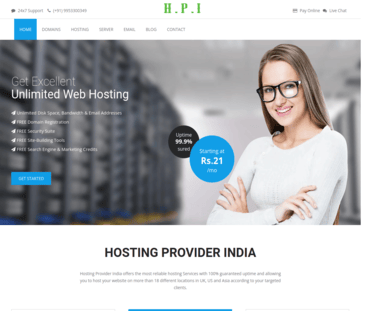 24x7 Support (+91) 9993000309
H.P.I
Pay Online Live Chat
HOME DOMAINS HOSTING SERVER EMAIL BLOG CONTACT
Get Excellent
Unlimited Web Hosting
Unlimited Disk Space, Bandwidth & Email Addresses
FREE Domain Registration
FREE Security Suite
FREE Site-Building Tools
FREE Search Engine & Marketing Credits
Uptime
99.9%
sured
Starting at
Rs.21
/mo
GET STARTED
HOSTING PROVIDER INDIA
Hosting Provider India offers the most reliable hosting Services with 100% guaranteed uptime and allowing
you to host your website on more than 18 different locations in UK, US and Asia according to your targeted
clients.